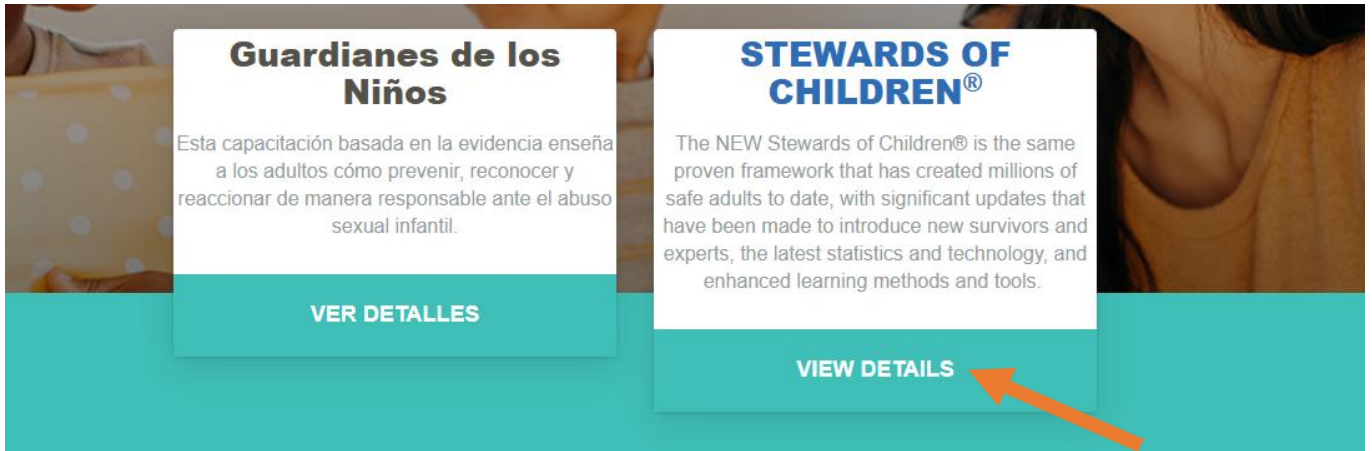 Guardianes de los
Niños
Esta capacitación basada en la evidencia enseña
a los adultos cómo prevenir, reconocer y
reaccionar de manera responsable ante el abuso
sexual infantil.
VER DETALLES
STEWARDS OF
CHILDREN®
The NEW Stewards of Children® is the same
proven framework that has created millions of
safe adults to date, with significant updates that
have been made to introduce new survivors and
experts, the latest statistics and technology, and
enhanced learning methods and tools.
VIEW DETAILS